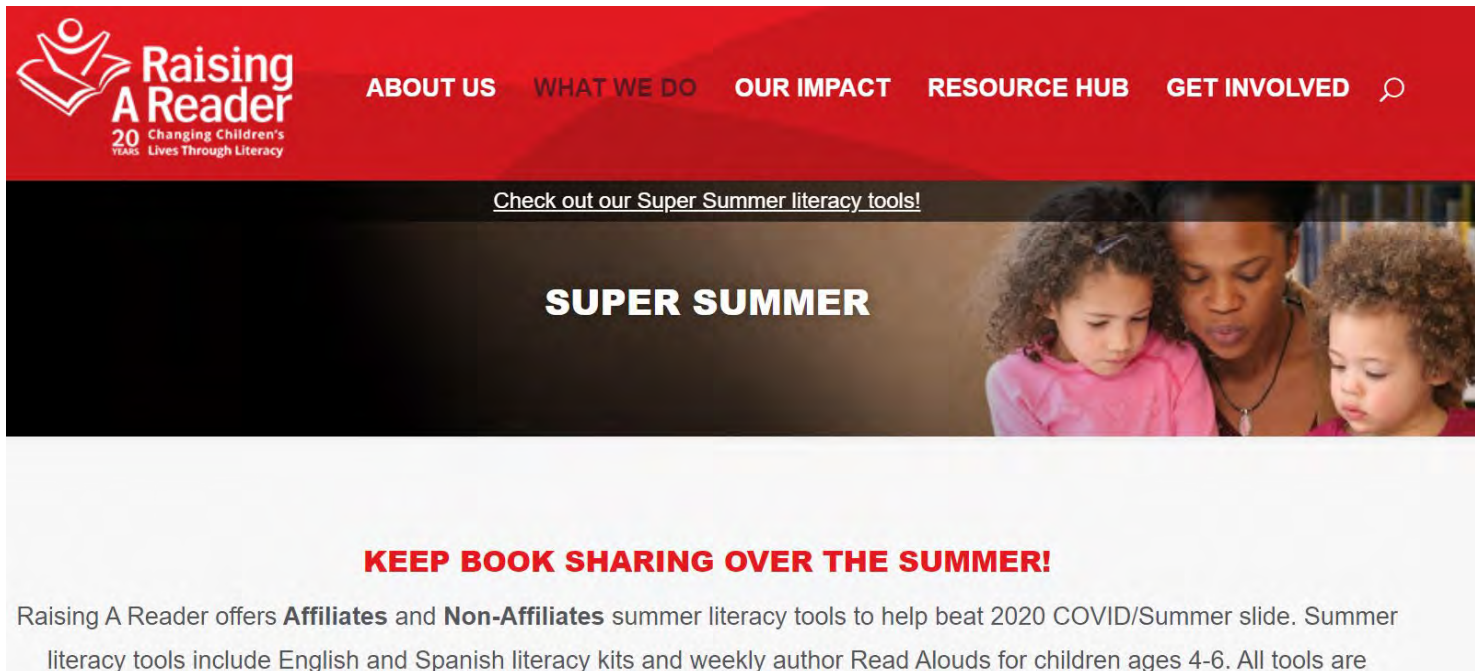 Raising
A Reader
20 YEARS Changing Children's
Lives Through Literacy
ABOUT US WHAT WE DO OUR IMPACT RESOURCE HUB GET INVOLVED
Check out our Super Summer literacy tools!
SUPER SUMMER
KEEP BOOK SHARING OVER THE SUMMER!
Raising A Reader offers Affiliates and Non-Affiliates summer literacy tools to help beat 2020 COVID/Summer slide. Summer
literacy tools include English and Spanish literacy kits and weekly author Read Alouds for children ages 4-6. All tools are